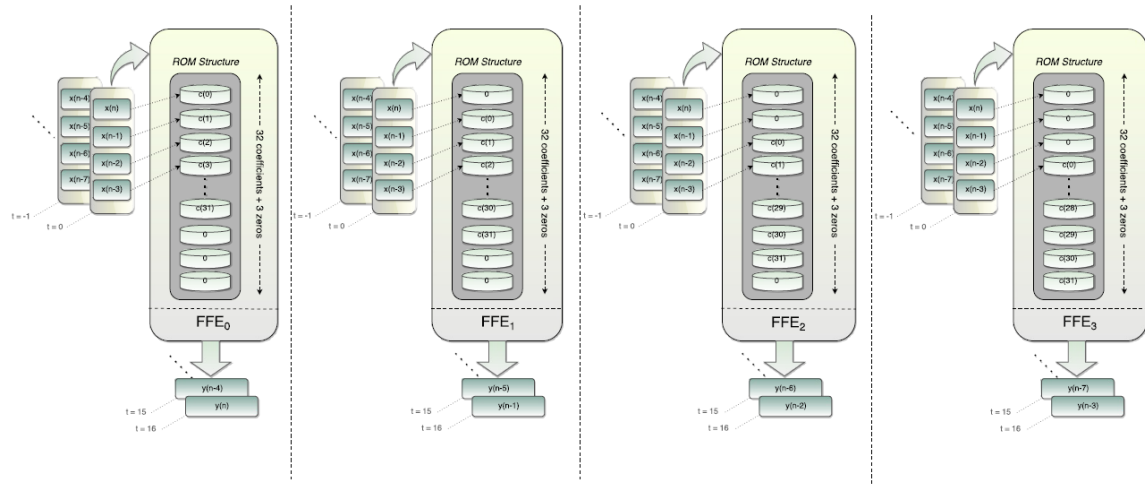 ROM Structure
x(n-4)
x(n-5)
x(n-6)
x(n-7)
x(n)
x(n-1)
x(n-2)
x(n-3)
c(0)
c(1)
c(2)
c(3)
c(31)
0
0
0
32 coefficients + 3 zeros
t = -1
t = 0
FFE0
y(n-4)
y(n)
t = 15
t = 16
ROM Structure
x(n-4)
x(n-5)
x(n-6)
x(n-7)
x(n)
x(n-1)
x(n-2)
x(n-3)
0
c(0)
c(1)
c(2)
c(30)
c(31)
0
0
32 coefficients + 3 zeros
t = -1
t = 0
FFE1
y(n-5)
y(n-1)
t = 15
t = 16
ROM Structure
x(n-4)
x(n-5)
x(n-6)
x(n-7)
x(n)
x(n-1)
x(n-2)
x(n-3)
0
0
c(0)
c(1)
c(29)
c(30)
c(31)
0
32 coefficients + 3 zeros
t = -1
t = 0
FFE2
y(n-6)
y(n-2)
t = 15
t = 16
ROM Structure
x(n-4)
x(n-5)
x(n-6)
x(n-7)
x(n)
x(n-1)
x(n-2)
x(n-3)
0
0
0
c(0)
c(28)
c(29)
c(30)
c(31)
32 coefficients + 3 zeros
t = -1
t = 0
FFE3
y(n-7)
y(n-3)
t = 15
t = 16